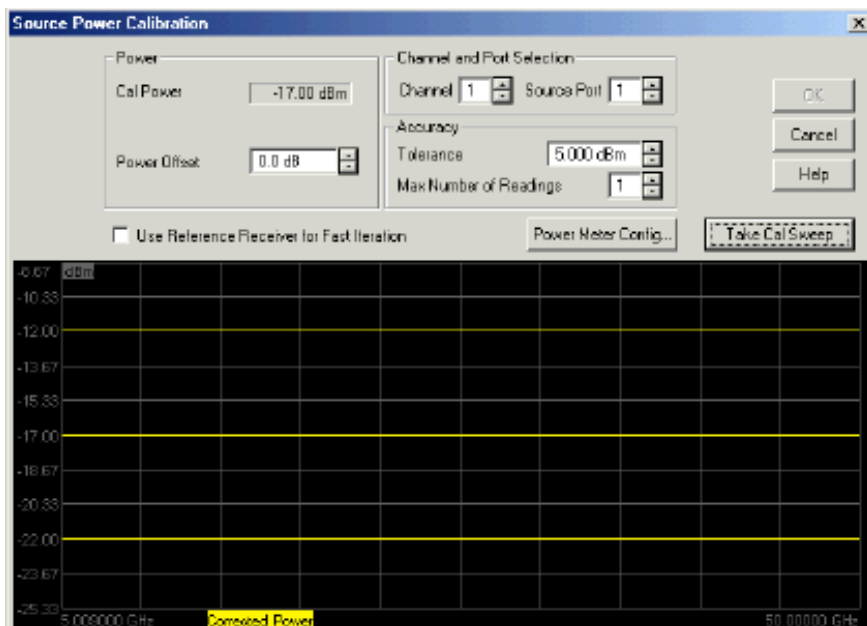 Source Power Calibration
Power
Cal Power -17.00 dBm
Power Offset 0.0 dB
Channel and Port Selection
Channel 1 Source Port 1
Accuracy
Tolerance 5.000 dBm
Max Number of Readings 1
OK
Cancel
Help
Use Reference Receiver for Fast Iteration
Power Meter Config...
Take Cal Sweep
-8.67 dBm
-10.33
-12.00
-13.67
-15.33
-17.00
-18.67
-20.33
-22.00
-23.67
-25.33
5.009000 GHz Corrected Power 50.00000 GHz